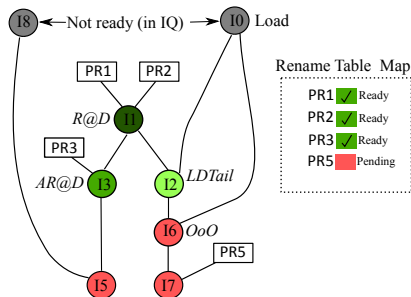 I8
Not ready (in IQ)
I0
Load
Rename Table Map
PR1
PR2
PR1 Ready
R@D
I1
PR2 Ready
PR3
PR3 Ready
PR5 Pending
AR@D
I3
I2
LDTail
I6
OoO
PR5
I5
I7